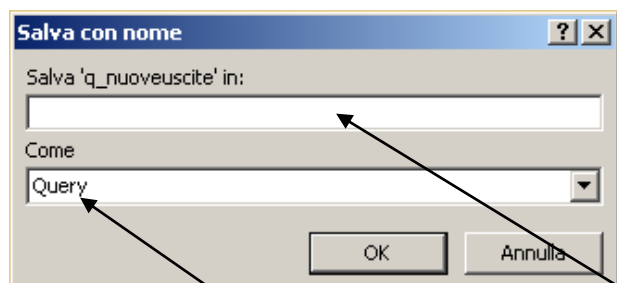 Salva con nome
Salva 'q_nuoveuscite' in:
Come
Query
OK
Annulla